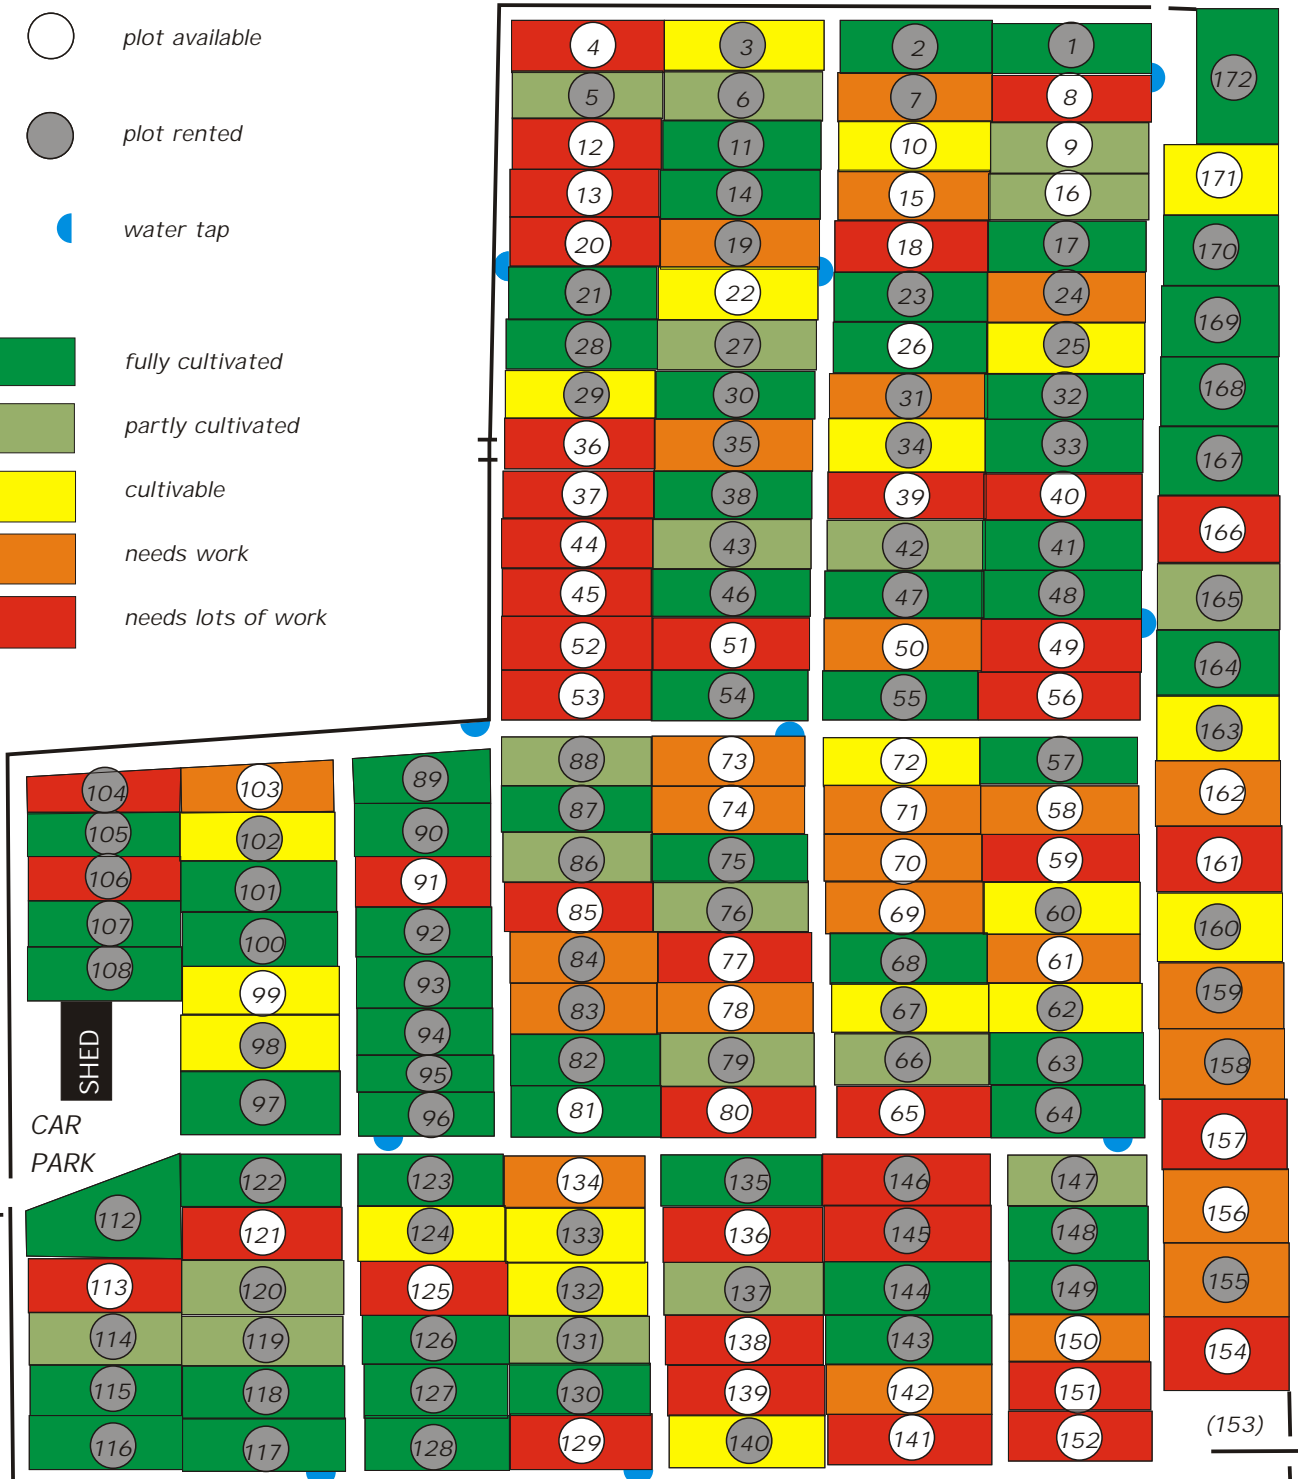 plot available
plot rented
water tap
fully cultivated
partly cultivated
cultivable
needs work
needs lots of work
4 3 2 1
5 6 7 8
12 11 10 9
13 14 15 16
20 19 18 17
21 22 23 24
28 27 26 25
29 30 31 32
36 35 34 33
37 38 39 40
44 43 42 41
45 46 47 48
52 51 50 49
53 54 55 56
172
171
170
169
168
167
166
165
164
163
162
161
160
159
158
157
156
155
154
(153)
88 73 72 57
87 74 71 58
86 75 70 59
85 76 69 60
84 77 68 61
83 78 67 62
82 79 66 63
81 80 65 64
104 103
105 102
106 101
107 100
108 99
98
97
89
90
91
92
93
94
95
96
SHED
CAR
PARK
112 122 123 134 135 146 147
121 124 133 136 145 148
113 120 125 132 137 144 149
114 119 126 131 138 143 150
115 118 127 130 139 142 151
116 117 128 129 140 141 152